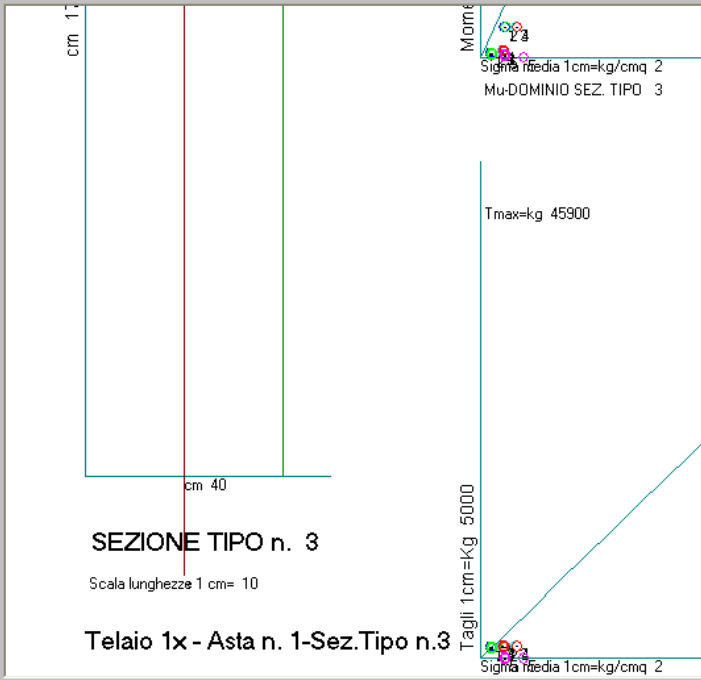 cm
Mome
Sigma media 1cm=kg/cmq 2
Mu-DOMINIO SEZ. TIPO 3
Tmax=kg 45900
cm 40
Tagli 1cm=Kg 5000
SEZIONE TIPO n. 3
Scala lunghezze 1 cm= 10
Telaio 1x - Asta n. 1-Sez.Tipo n.3
Sigma media 1cm=kg/cmq 2